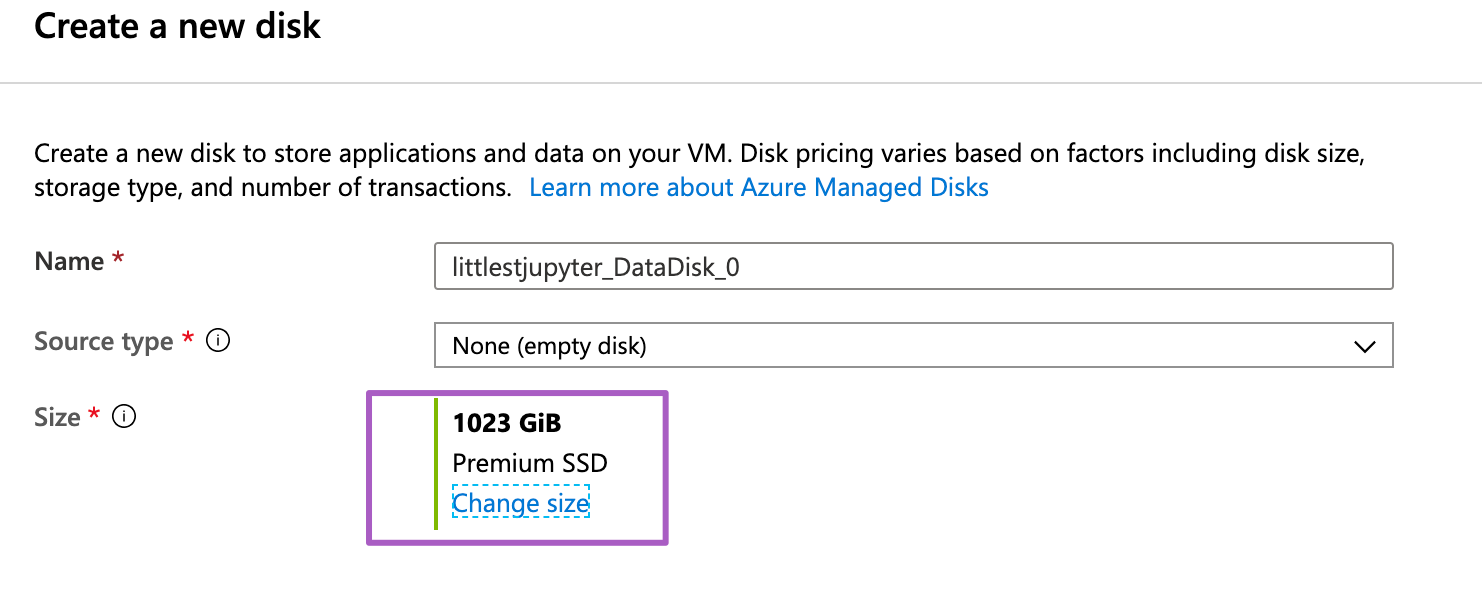 Create a new disk
Create a new disk to store applications and data on your VM. Disk pricing varies based on factors including disk size,
storage type, and number of transactions. Learn more about Azure Managed Disks
Name *
littlestjupyter_DataDisk_0
Source type *
None (empty disk)
Size *
1023 GiB
Premium SSD
Change size